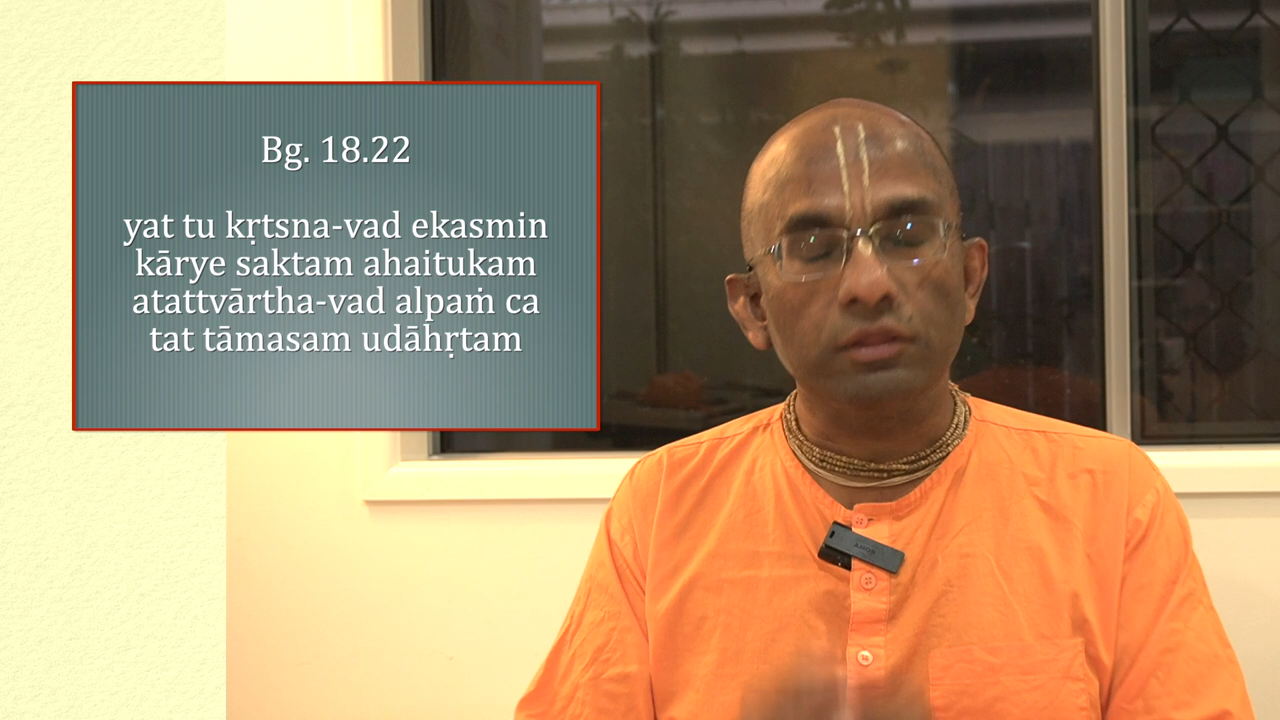 Bg. 18.22
yat tu kṛtsna-vad ekasmin
kārye saktam ahaitukam
atattvārtha-vad alpaṁ ca
tat tāmasam udāhṛtam